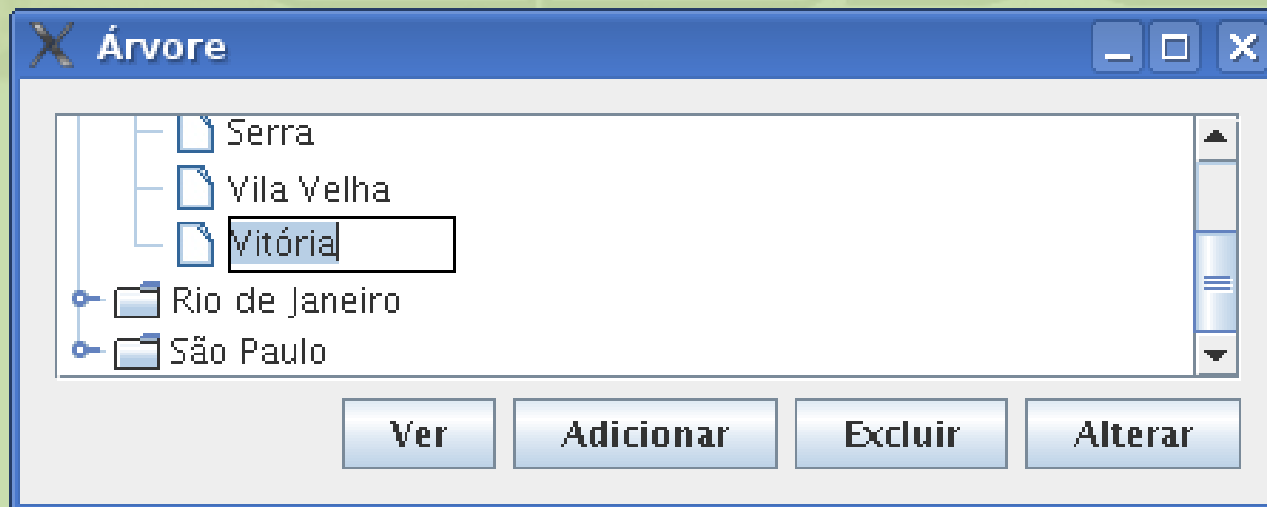 Árvore
Serra
Vila Velha
Vitória
Rio de Janeiro
São Paulo
Ver Adicionar Excluir Alterar